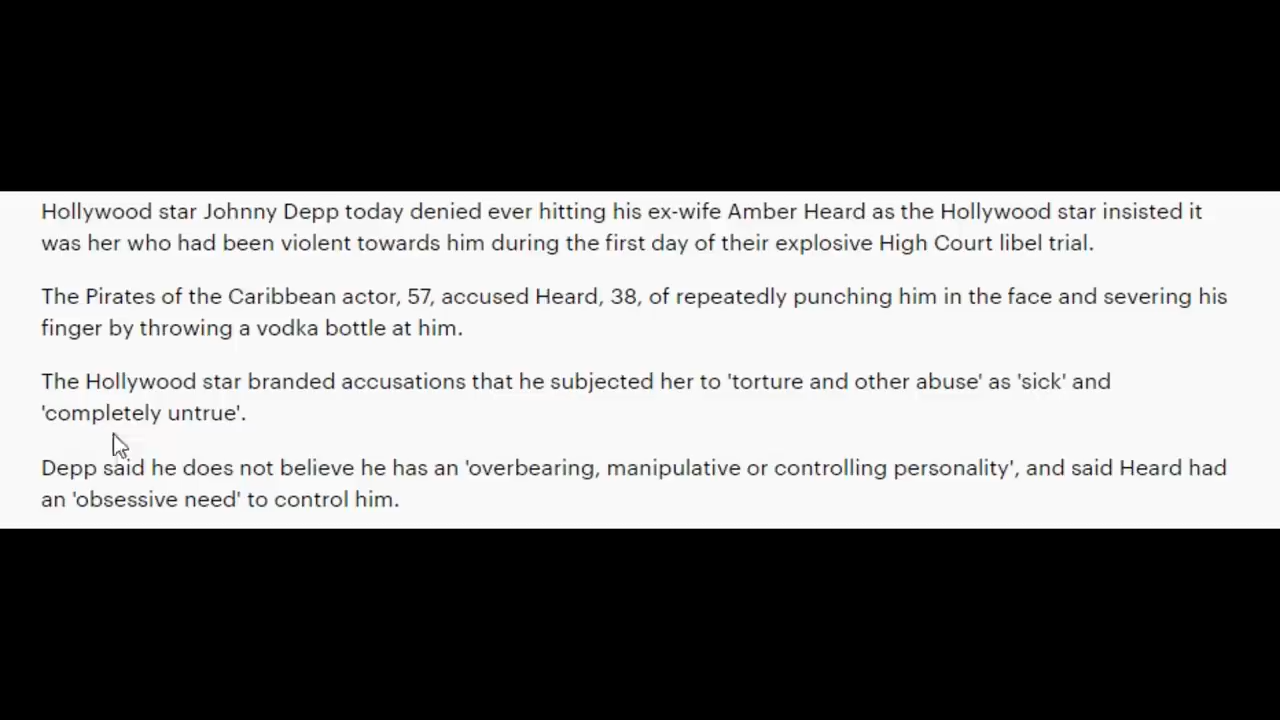 Hollywood star Johnny Depp today denied ever hitting his ex-wife Amber Heard as the Hollywood star insisted it
was her who had been violent towards him during the first day of their explosive High Court libel trial.
The Pirates of the Caribbean actor, 57, accused Heard, 38, of repeatedly punching him in the face and severing his
finger by throwing a vodka bottle at him.
The Hollywood star branded accusations that he subjected her to 'torture and other abuse' as 'sick' and
'completely untrue'.
Depp said he does not believe he has an 'overbearing, manipulative or controlling personality', and said Heard had
an 'obsessive need' to control him.